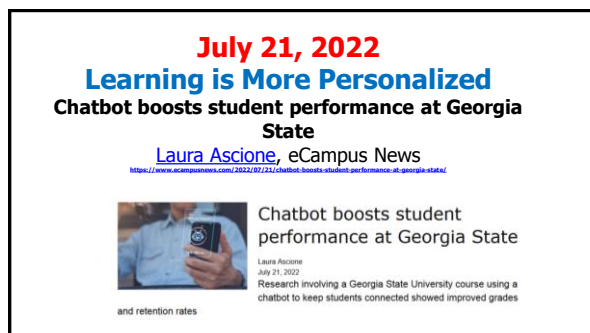 July 21, 2022
Learning is More Personalized
Chatbot boosts student performance at Georgia
State
Laura Ascione, eCampus News
https://www.ecampusnews.com/2022/07/21/chatbot-boosts-student-performance-at-georgia-state/
Chatbot boosts student
performance at Georgia State
Laura Ascione
July 21, 2022
Research involving a Georgia State University course using a
chatbot to keep students connected showed improved grades
and retention rates